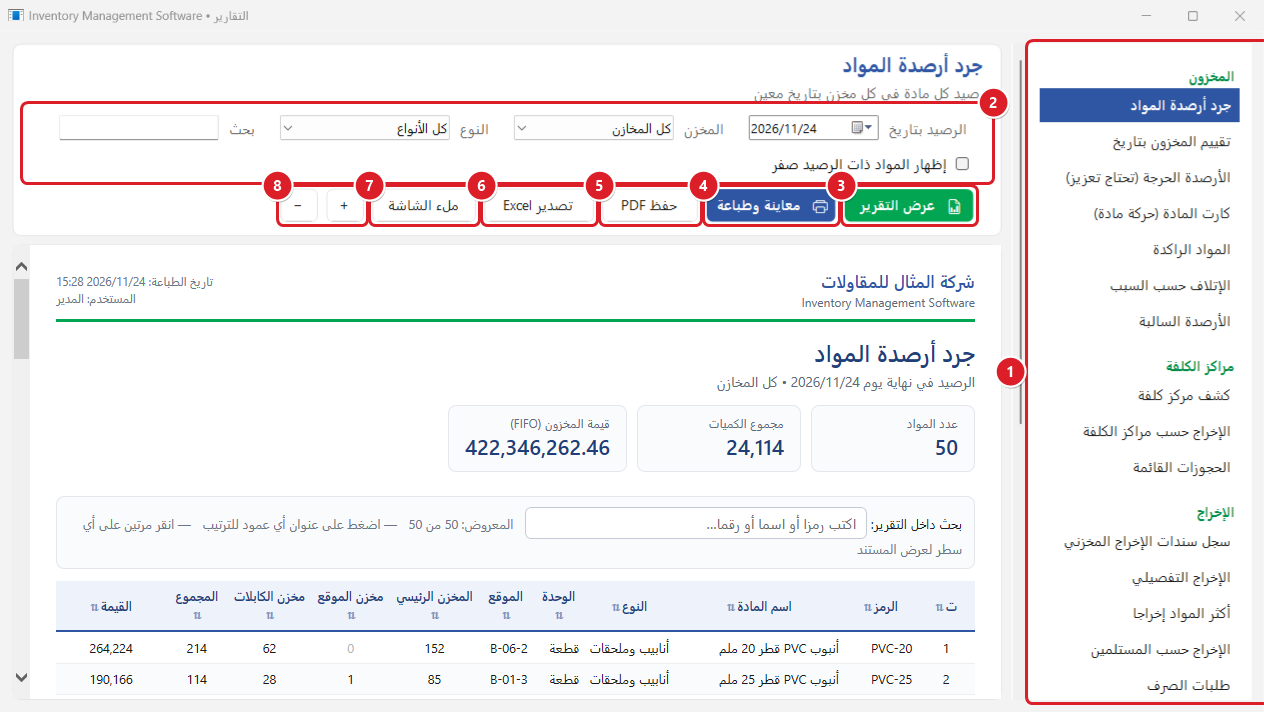 Inventory Management Software • التقارير
المخزون
جرد أرصدة المواد
تقييم المخزون بتاريخ
الأرصدة الحرجة (تحتاج تعزيز)
كارت المادة (حركة مادة)
المواد الراكدة
الإتلاف حسب السبب
الأرصدة السالبة
مراكز الكلفة
كشف مركز كلفة
الإخراج حسب مراكز الكلفة
الحجوزات القائمة
الإخراج
سجل سندات الإخراج المخزني
الإخراج التفصيلي
أكثر المواد إخراجا
الإخراج حسب المستلمين
طلبات الصرف
1
جرد أرصدة المواد
صيد كل مادة في كل مخزن بتاريخ معين
2
الرصيد بتاريخ 2026/11/24 المخزن كل المخازن النوع كل الأنواع بحث
إظهار المواد ذات الرصيد صفر
3 4 5 6 7 8
عرض التقرير معاينة وطباعة حفظ PDF تصدير Excel ملء الشاشة + −
شركة المثال للمقاولات تاريخ الطباعة: 2026/11/24 15:28
Inventory Management Software المستخدم: المدير
جرد أرصدة المواد
الرصيد في نهاية يوم 2026/11/24 • كل المخازن
عدد المواد مجموع الكميات قيمة المخزون (FIFO)
50 24,114 422,346,262.46
بحث داخل التقرير: اكتب رمزا أو اسما أو رقما... المعروض: 50 من 50 — اضغط على عنوان أي عمود للترتيب — انقر مرتين على أي
سطر لعرض المستند
ت الرمز اسم المادة النوع الوحدة الموقع المخزن الرئيسي مخزن الموقع مخزن الكابلات المجموع القيمة
1 PVC-20 أنبوب PVC قطر 20 ملم أنابيب وملحقات قطعة B-06-2 152 0 62 214 264,224
2 PVC-25 أنبوب PVC قطر 25 ملم أنابيب وملحقات قطعة B-01-3 85 1 28 114 190,166